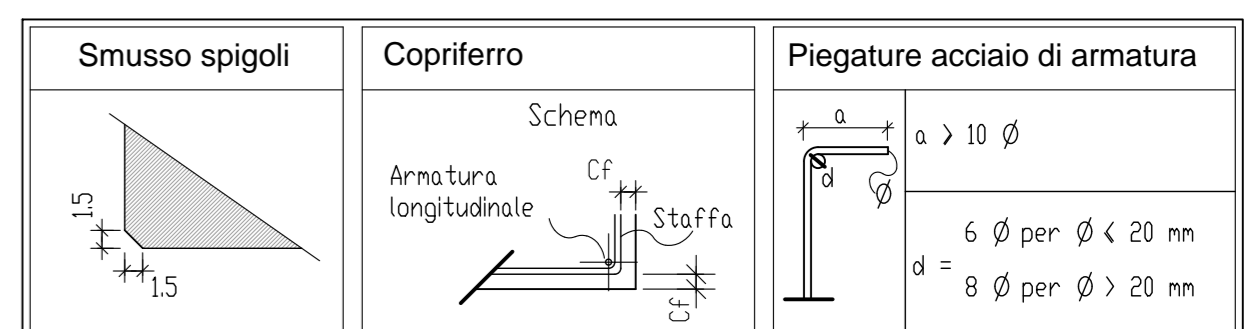 Smusso spigoli
1.5
1.5
Copriferro
Schema
Armatura
longitudinale
Cf
Staffa
Cf
Piegature acciaio di armatura
a
d
Ø
a > 10 Ø
d =
6 Ø per Ø < 20 mm
8 Ø per Ø > 20 mm